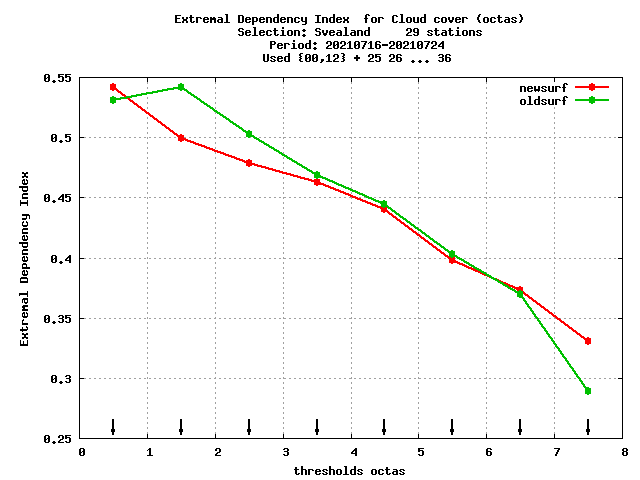 Extremal Dependency Index  for Cloud cover (octas)
Selection: Svealand     29 stations
Period: 20210716-20210724
Used {00,12} + 25 26 ... 36
newsurf
oldsurf
Extremal Dependency Index
0.55
0.5
0.45
0.4
0.35
0.3
0.25
0 1 2 3 4 5 6 7 8
thresholds octas